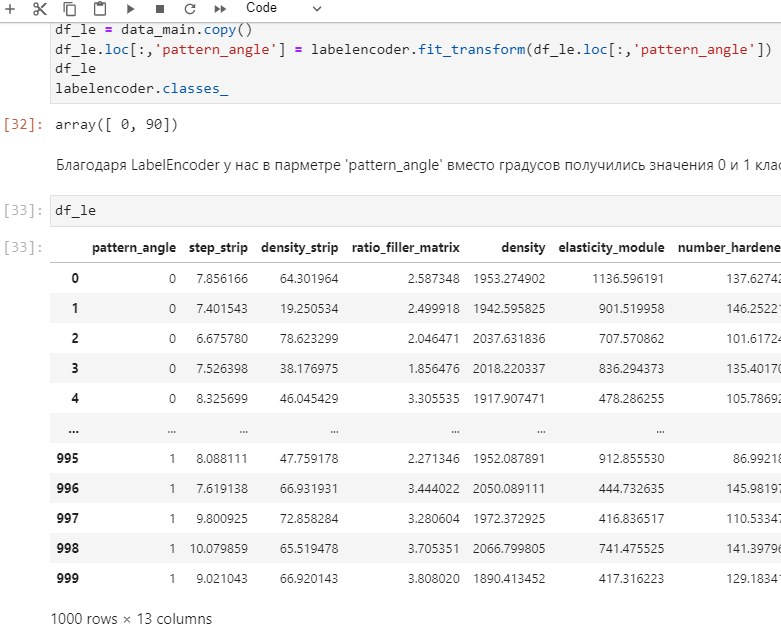 Code
df_le = data_main.copy()
df_le.loc[:,'pattern_angle'] = labelencoder.fit_transform(df_le.loc[:,'pattern_angle'])
df_le
labelencoder.classes_
[32]: array([ 0, 90])
Благодаря LabelEncoder у нас в парметре 'pattern_angle' вместо градусов получились значения 0 и 1
[33]: df_le
[33]:
pattern_angle step_strip density_strip ratio_filler_matrix density elasticity_module number_hardene
0 0 7.856166 64.301964 2.587348 1953.274902 1136.596191 137.62742
1 0 7.401543 19.250534 2.499918 1942.595825 901.519958 146.25221
2 0 6.675780 78.623299 2.046471 2037.631836 707.570862 101.61724
3 0 7.526398 38.176975 1.856476 2018.220337 836.294373 135.40170
4 0 8.325699 46.045429 3.305535 1917.907471 478.286255 105.78692
... ... ... ... ... ... ...
995 1 8.088111 47.759178 2.271346 1952.087891 912.855530 86.99218
996 1 7.619138 66.931931 3.444022 2050.089111 444.732635 145.98197
997 1 9.800925 72.858284 3.280604 1972.372925 416.836517 110.53347
998 1 10.079859 65.519478 3.705351 2066.799805 741.475525 141.39796
999 1 9.021043 66.920143 3.808020 1890.413452 417.316223 129.18341
1000 rows × 13 columns